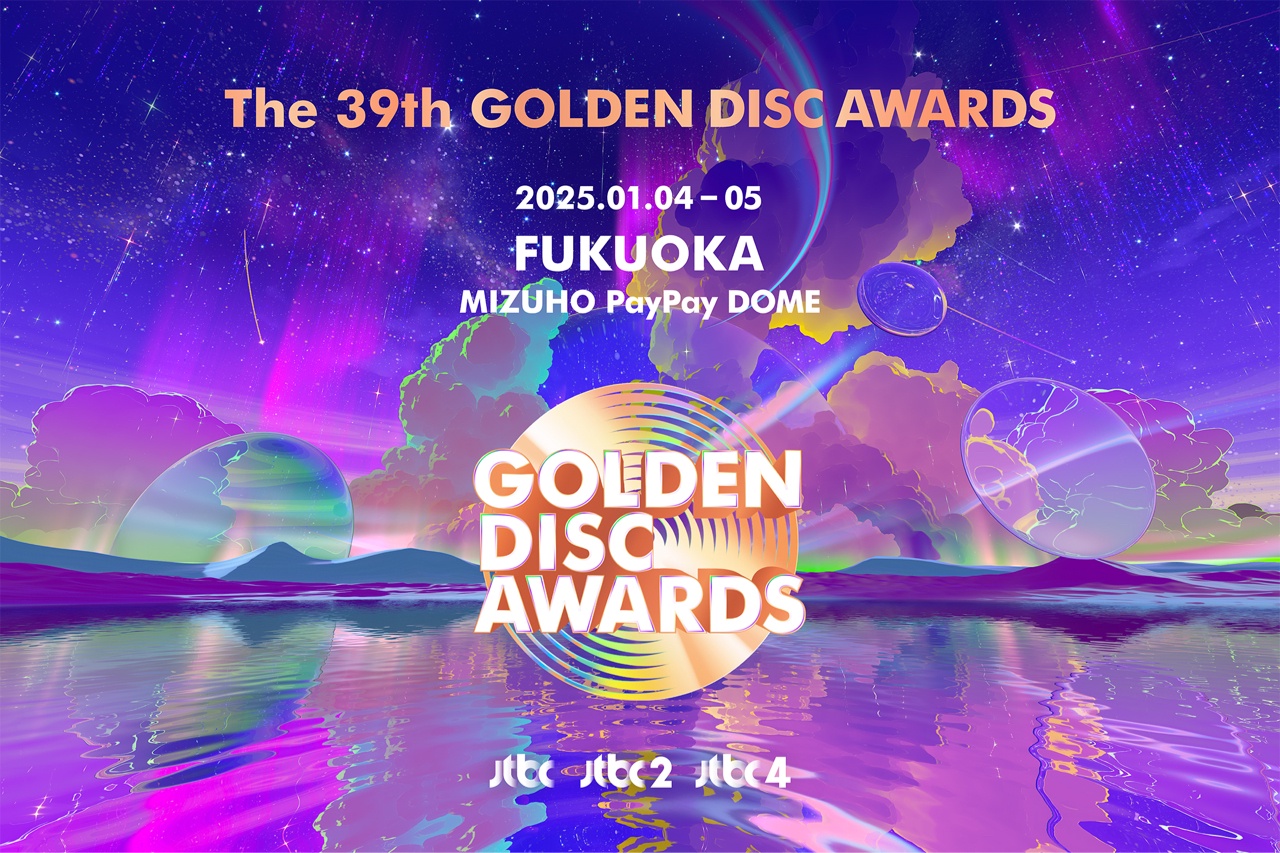 The 39th GOLDEN DISC AWARDS
2025.01.04 – 05
FUKUOKA
MIZUHO PayPay DOME
GOLDEN
DISC
AWARDS
jtbc jtbc2 jtbc4